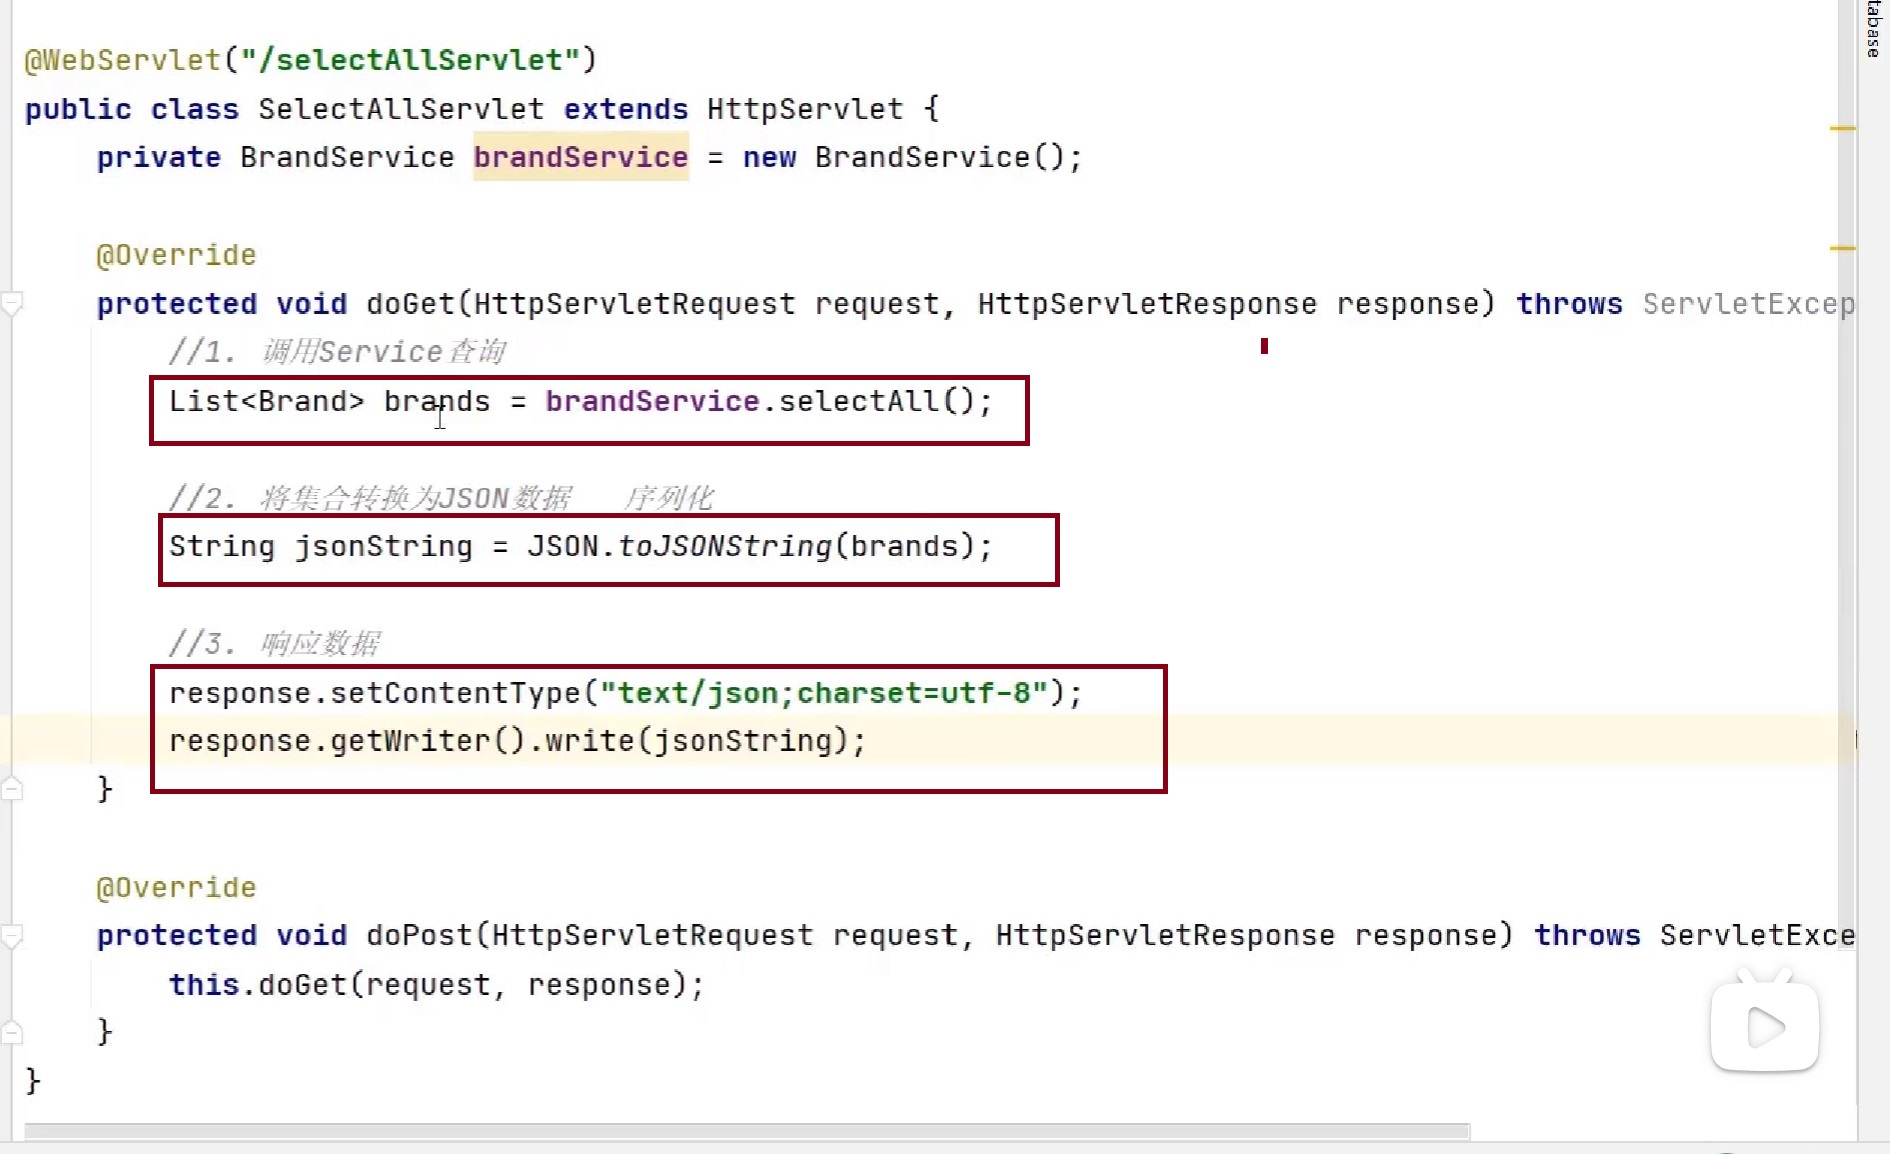 tabase
@WebServlet("/selectAllServlet")
public class SelectAllServlet extends HttpServlet {
    private BrandService brandService = new BrandService();
    @Override
    protected void doGet(HttpServletRequest request, HttpServletResponse response) throws ServletExcep
        //1. 调用Service查询
        List<Brand> brands = brandService.selectAll();
        //2. 将集合转换为JSON数据   序列化
        String jsonString = JSON.toJSONString(brands);
        //3. 响应数据
        response.setContentType("text/json;charset=utf-8");
        response.getWriter().write(jsonString);
    }
    @Override
    protected void doPost(HttpServletRequest request, HttpServletResponse response) throws ServletExce
        this.doGet(request, response);
    }
}